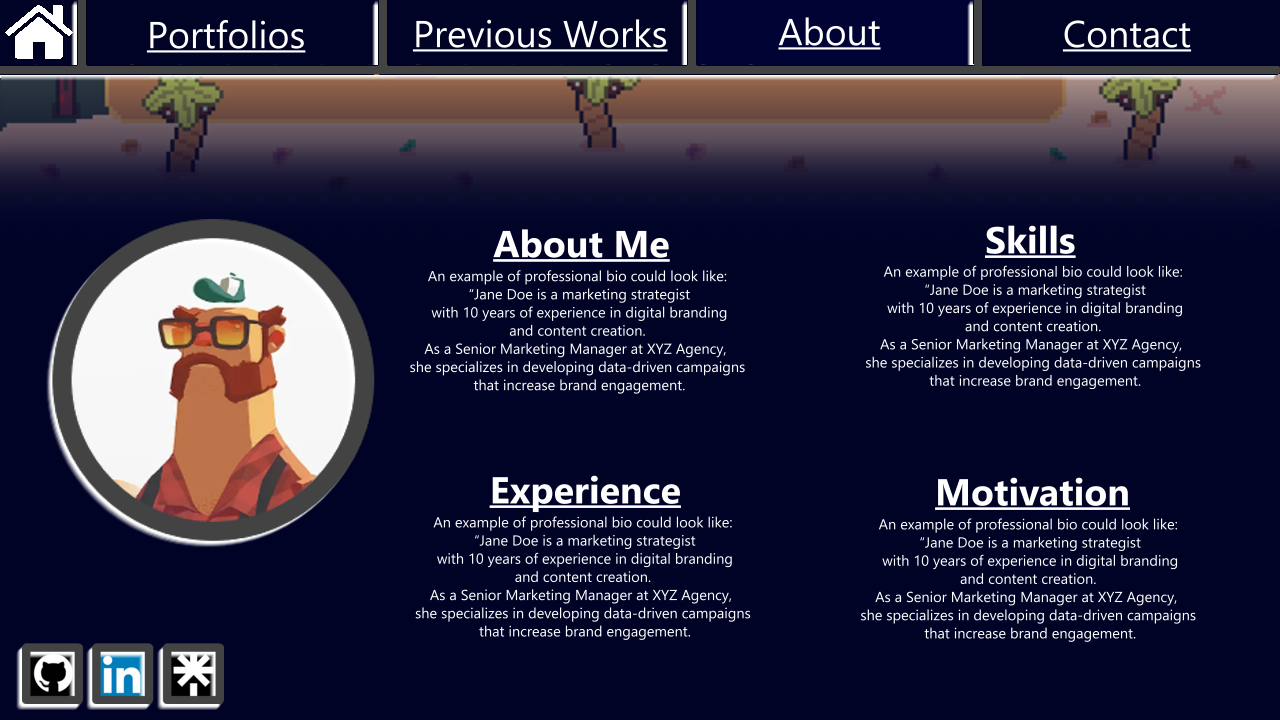 Portfolios
Previous Works
About
Contact
About Me
An example of professional bio could look like:
“Jane Doe is a marketing strategist
with 10 years of experience in digital branding
and content creation.
As a Senior Marketing Manager at XYZ Agency,
she specializes in developing data-driven campaigns
that increase brand engagement.
Skills
An example of professional bio could look like:
“Jane Doe is a marketing strategist
with 10 years of experience in digital branding
and content creation.
As a Senior Marketing Manager at XYZ Agency,
she specializes in developing data-driven campaigns
that increase brand engagement.
Experience
An example of professional bio could look like:
“Jane Doe is a marketing strategist
with 10 years of experience in digital branding
and content creation.
As a Senior Marketing Manager at XYZ Agency,
she specializes in developing data-driven campaigns
that increase brand engagement.
Motivation
An example of professional bio could look like:
“Jane Doe is a marketing strategist
with 10 years of experience in digital branding
and content creation.
As a Senior Marketing Manager at XYZ Agency,
she specializes in developing data-driven campaigns
that increase brand engagement.
in